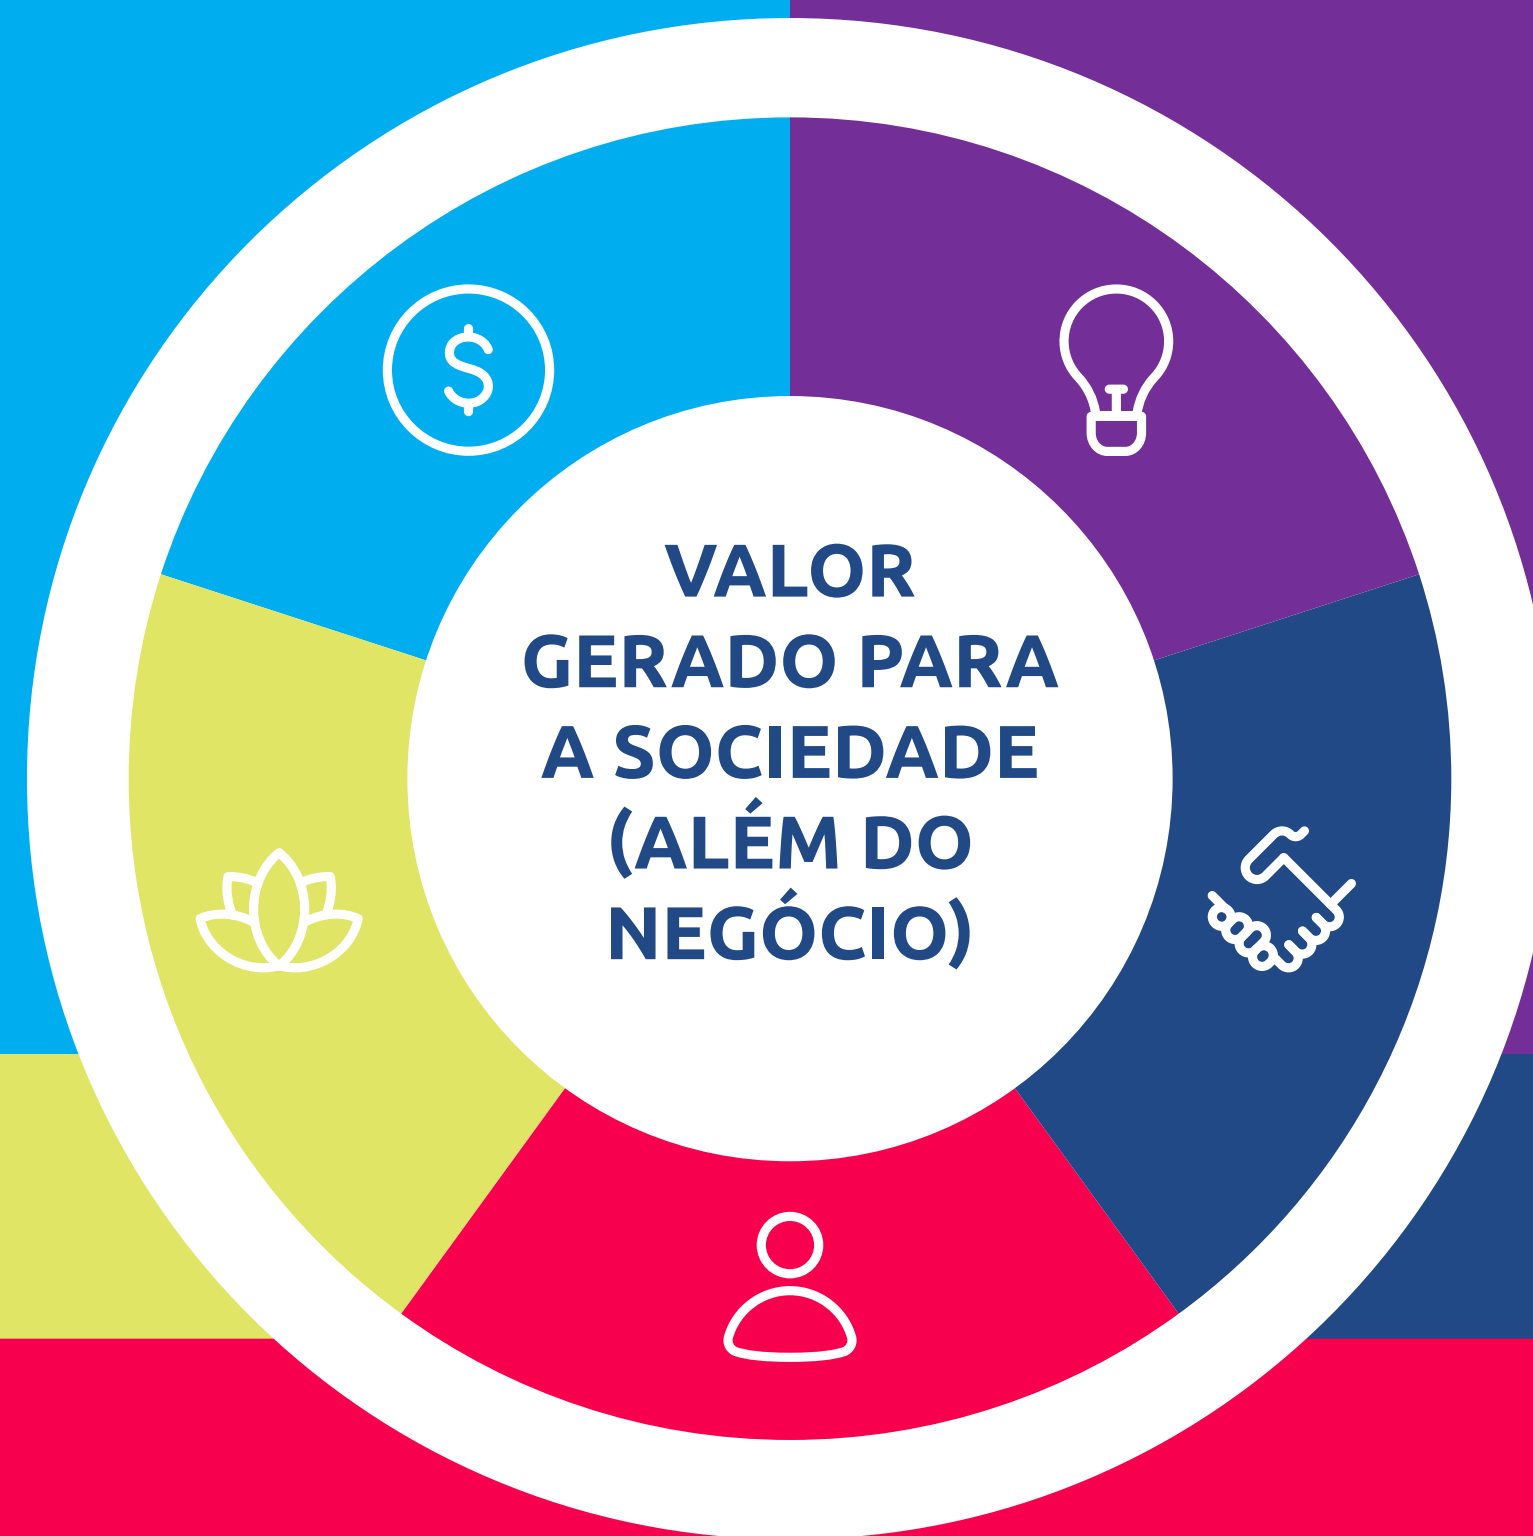 VALOR
GERADO PARA
A SOCIEDADE
(ALÉM DO
NEGÓCIO)